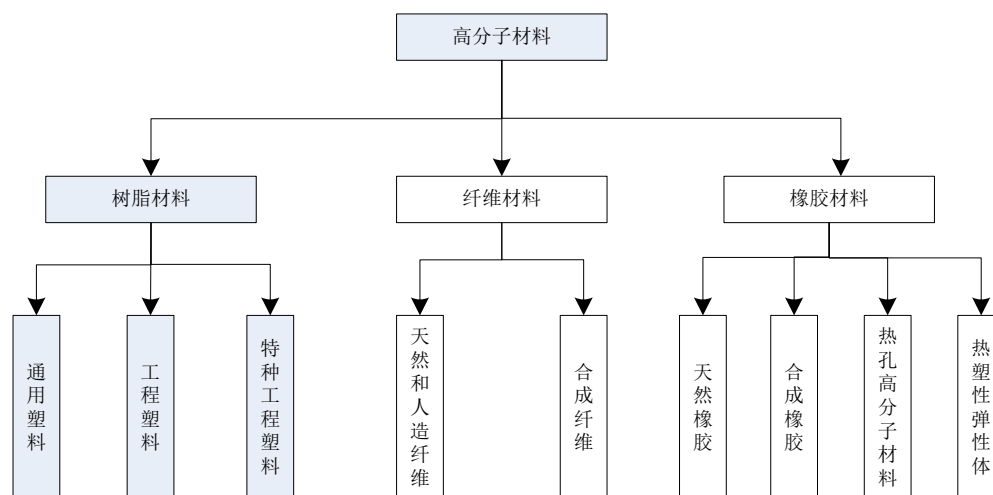 高分子材料
树脂材料
纤维材料
橡胶材料
通用塑料
工程塑料
特种工程塑料
天然和人造纤维
合成纤维
天然橡胶
合成橡胶
热孔高分子材料
热塑性弹性体